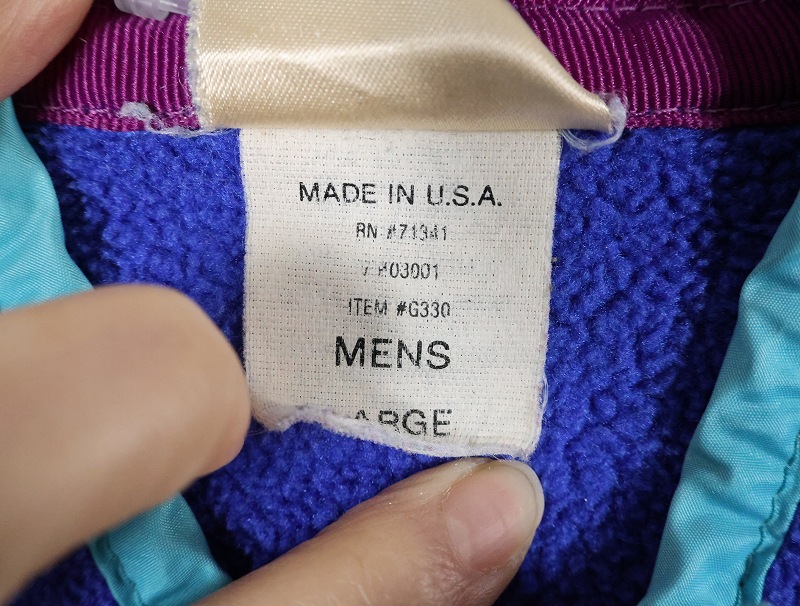 MADE IN U.S.A.
RN #71341
#03001
ITEM #G330
MENS
ARGE